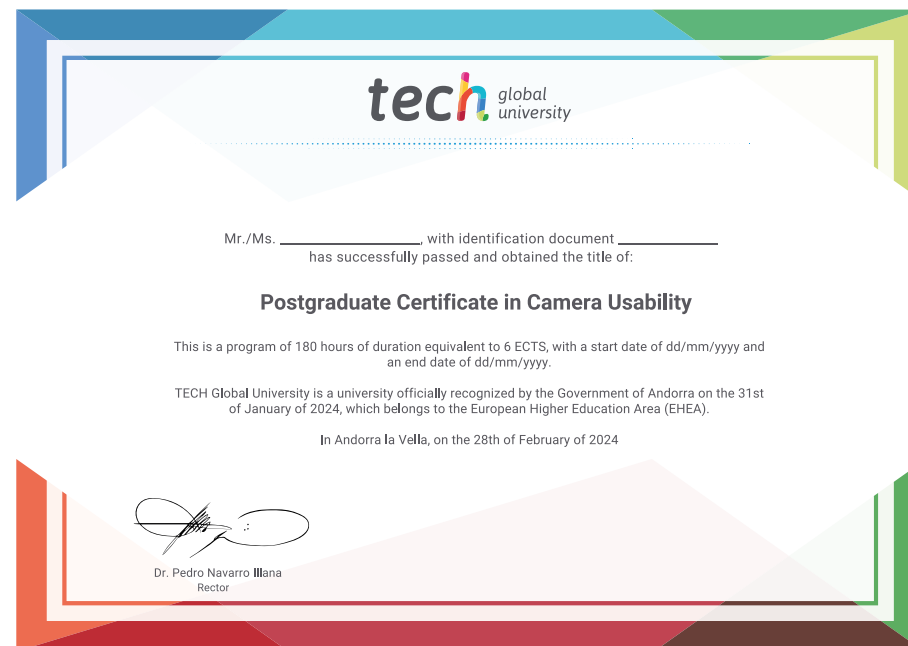 tech global university
Mr./Ms. ____________________, with identification document ______________
has successfully passed and obtained the title of:
Postgraduate Certificate in Camera Usability
This is a program of 180 hours of duration equivalent to 6 ECTS, with a start date of dd/mm/yyyy and
an end date of dd/mm/yyyy.
TECH Global University is a university officially recognized by the Government of Andorra on the 31st
of January of 2024, which belongs to the European Higher Education Area (EHEA).
In Andorra la Vella, on the 28th of February of 2024
Dr. Pedro Navarro Illana
Rector